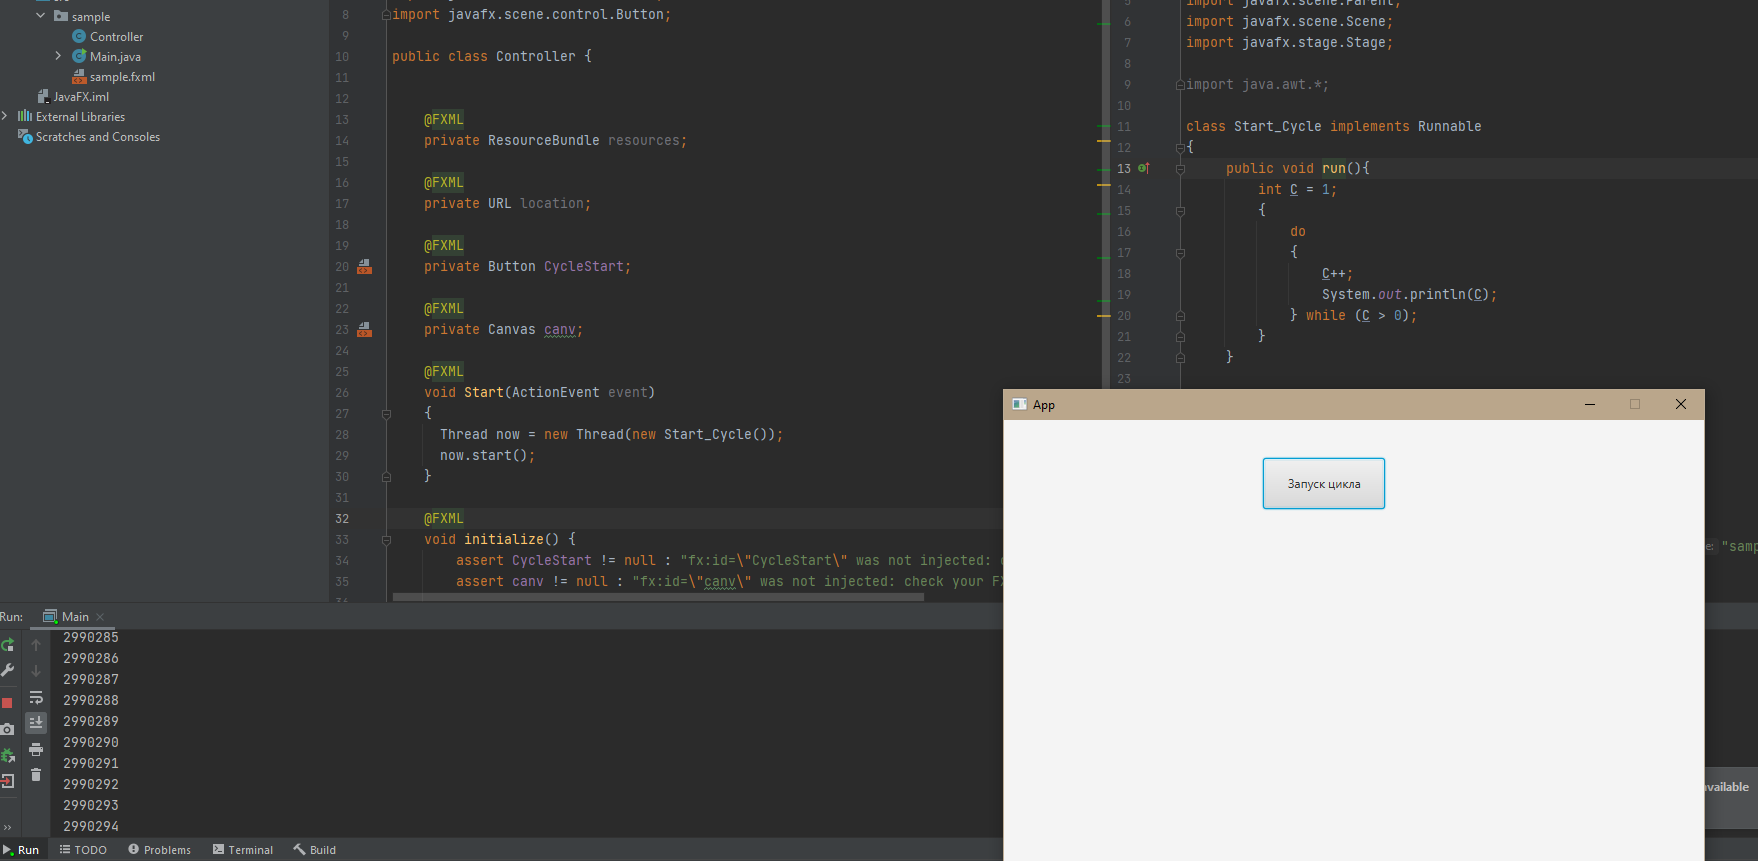 sample
Controller
Main.java
sample.fxml
JavaFX.iml
External Libraries
Scratches and Consoles
8 import javafx.scene.control.Button;
9
10 public class Controller {
11
12
13 @FXML
14 private ResourceBundle resources;
15
16 @FXML
17 private URL location;
18
19 @FXML
20 private Button CycleStart;
21
22 @FXML
23 private Canvas canv;
24
25 @FXML
26 void Start(ActionEvent event)
27 {
28 Thread now = new Thread(new Start_Cycle());
29 now.start();
30 }
31
32 @FXML
33 void initialize() {
34 assert CycleStart != null : "fx:id=\"CycleStart\" was not injected:
35 assert canv != null : "fx:id=\"canv\" was not injected: check your FX
5 import javafx.scene.Parent;
6 import javafx.scene.Scene;
7 import javafx.stage.Stage;
8
9 import java.awt.*;
10
11 class Start_Cycle implements Runnable
12 {
13 public void run(){
14 int C = 1;
15 {
16 do
17 {
18 C++;
19 System.out.println(C);
20 } while (C > 0);
21 }
22 }
23
App
Запуск цикла
e: "samp
Run: Main
2990285
2990286
2990287
2990288
2990289
2990290
2990291
2990292
2990293
2990294
available
Run TODO Problems Terminal Build